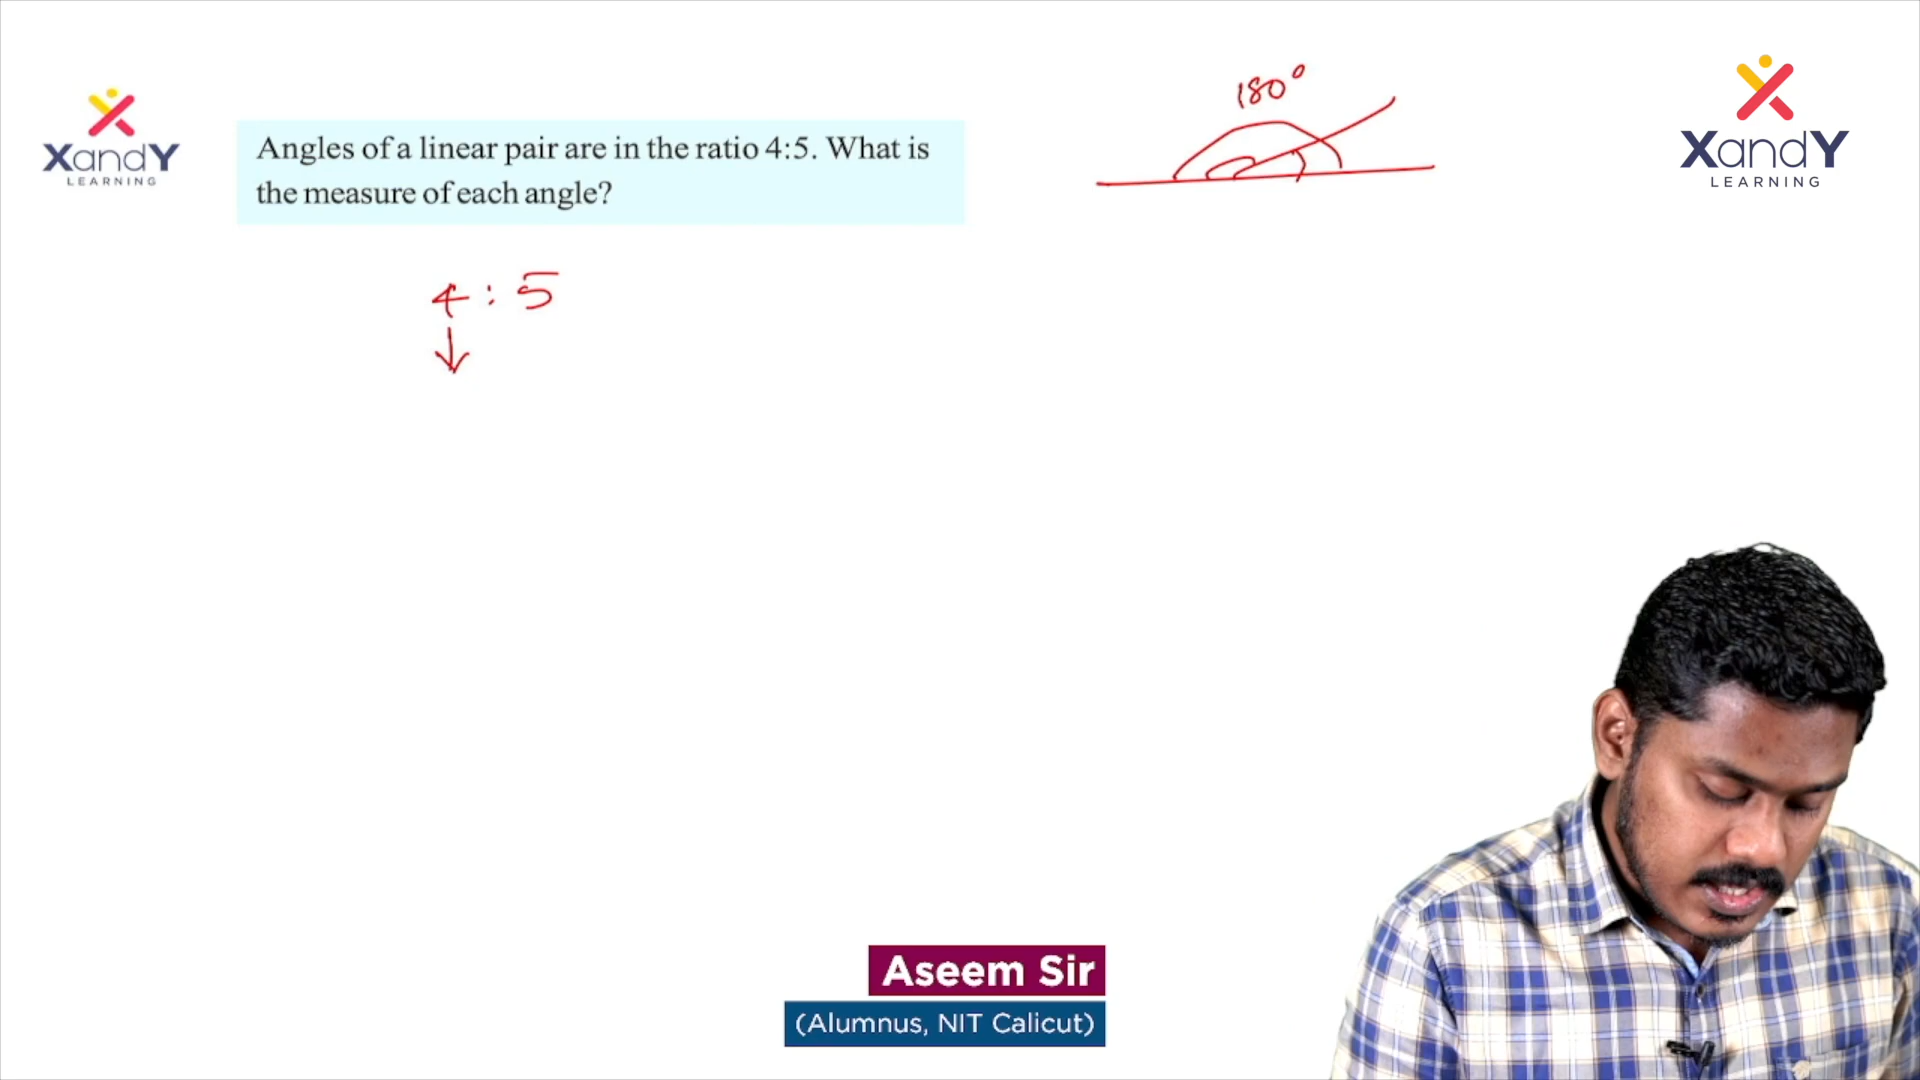 XandY
LEARNING
Angles of a linear pair are in the ratio 4:5. What is
the measure of each angle?
180°
XandY
LEARNING
4 : 5
Aseem Sir
(Alumnus, NIT Calicut)